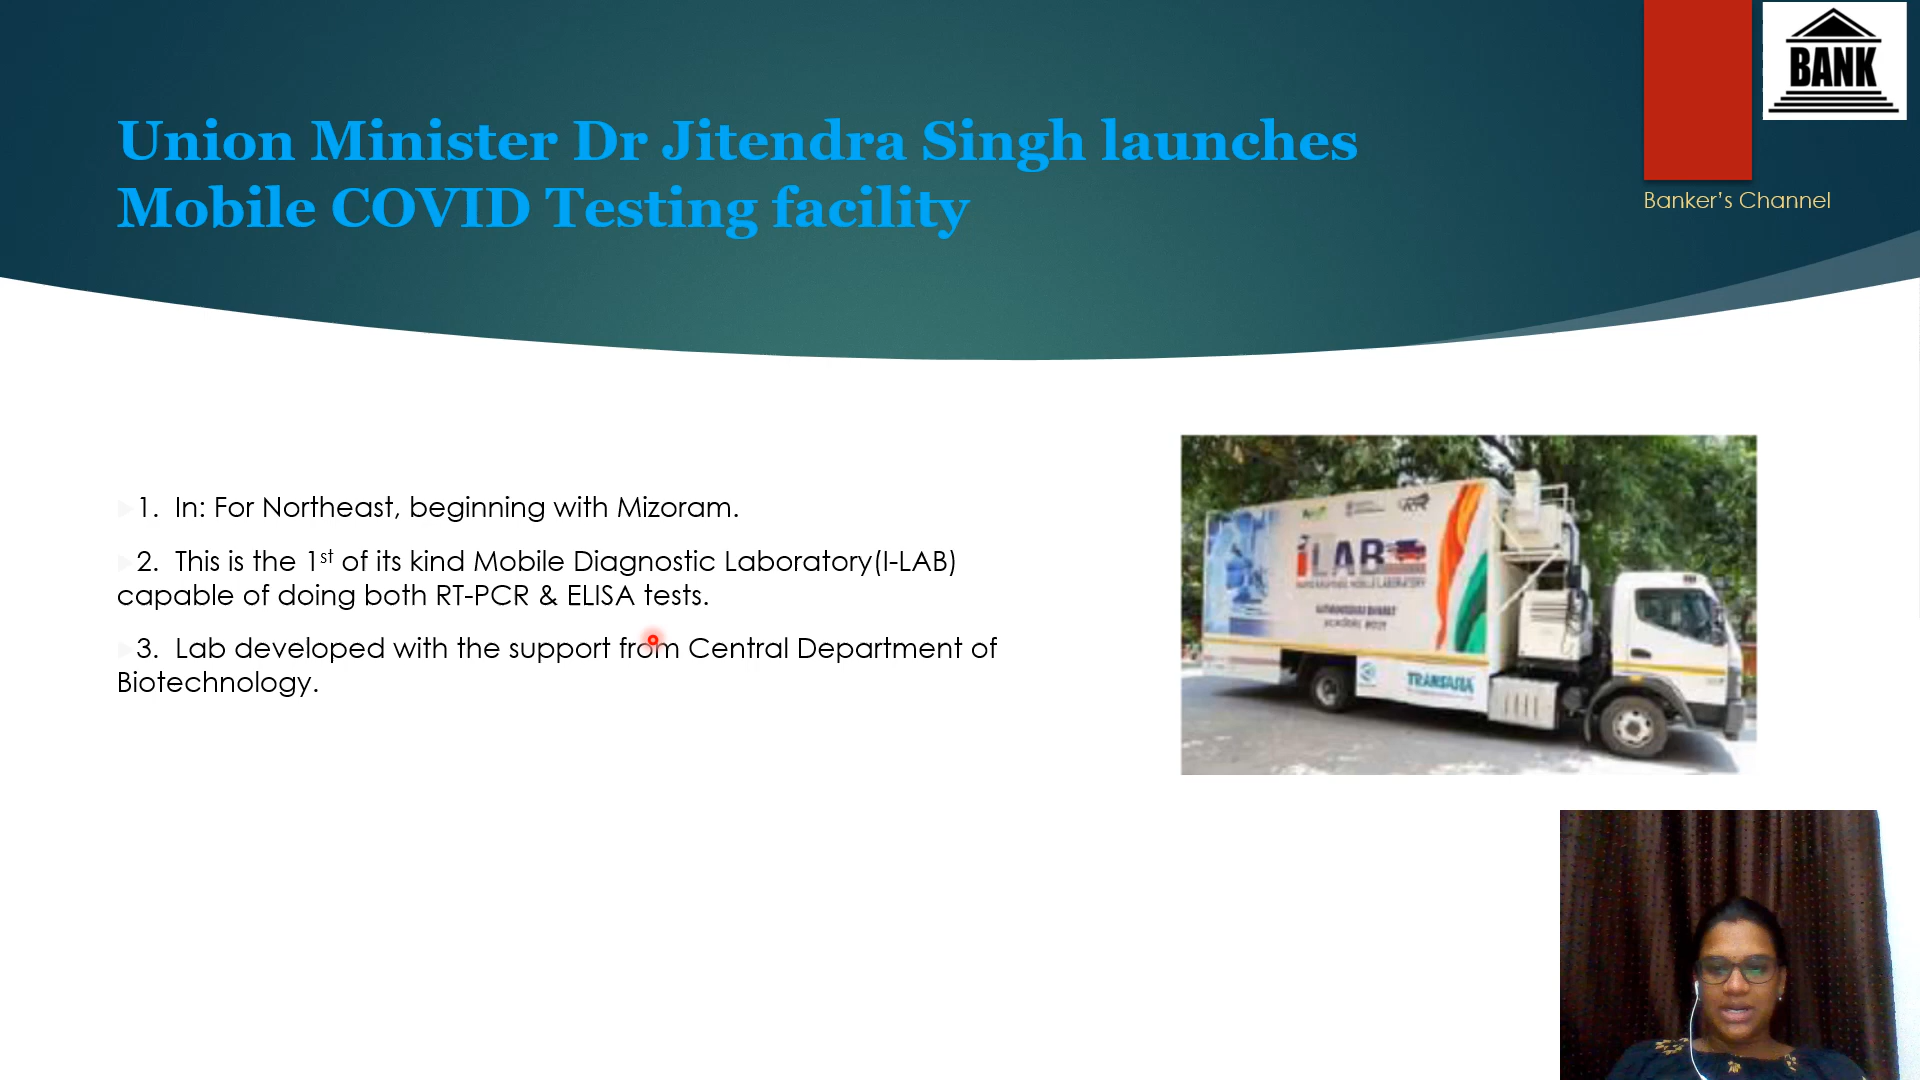 BANK
Union Minister Dr Jitendra Singh launches
Mobile COVID Testing facility
Banker's Channel
1. In: For Northeast, beginning with Mizoram.
2. This is the 1st of its kind Mobile Diagnostic Laboratory(I-LAB)
capable of doing both RT-PCR & ELISA tests.
3. Lab developed with the support from Central Department of
Biotechnology.
iLAB
MOBILE LABORATORY
TRANSASIA